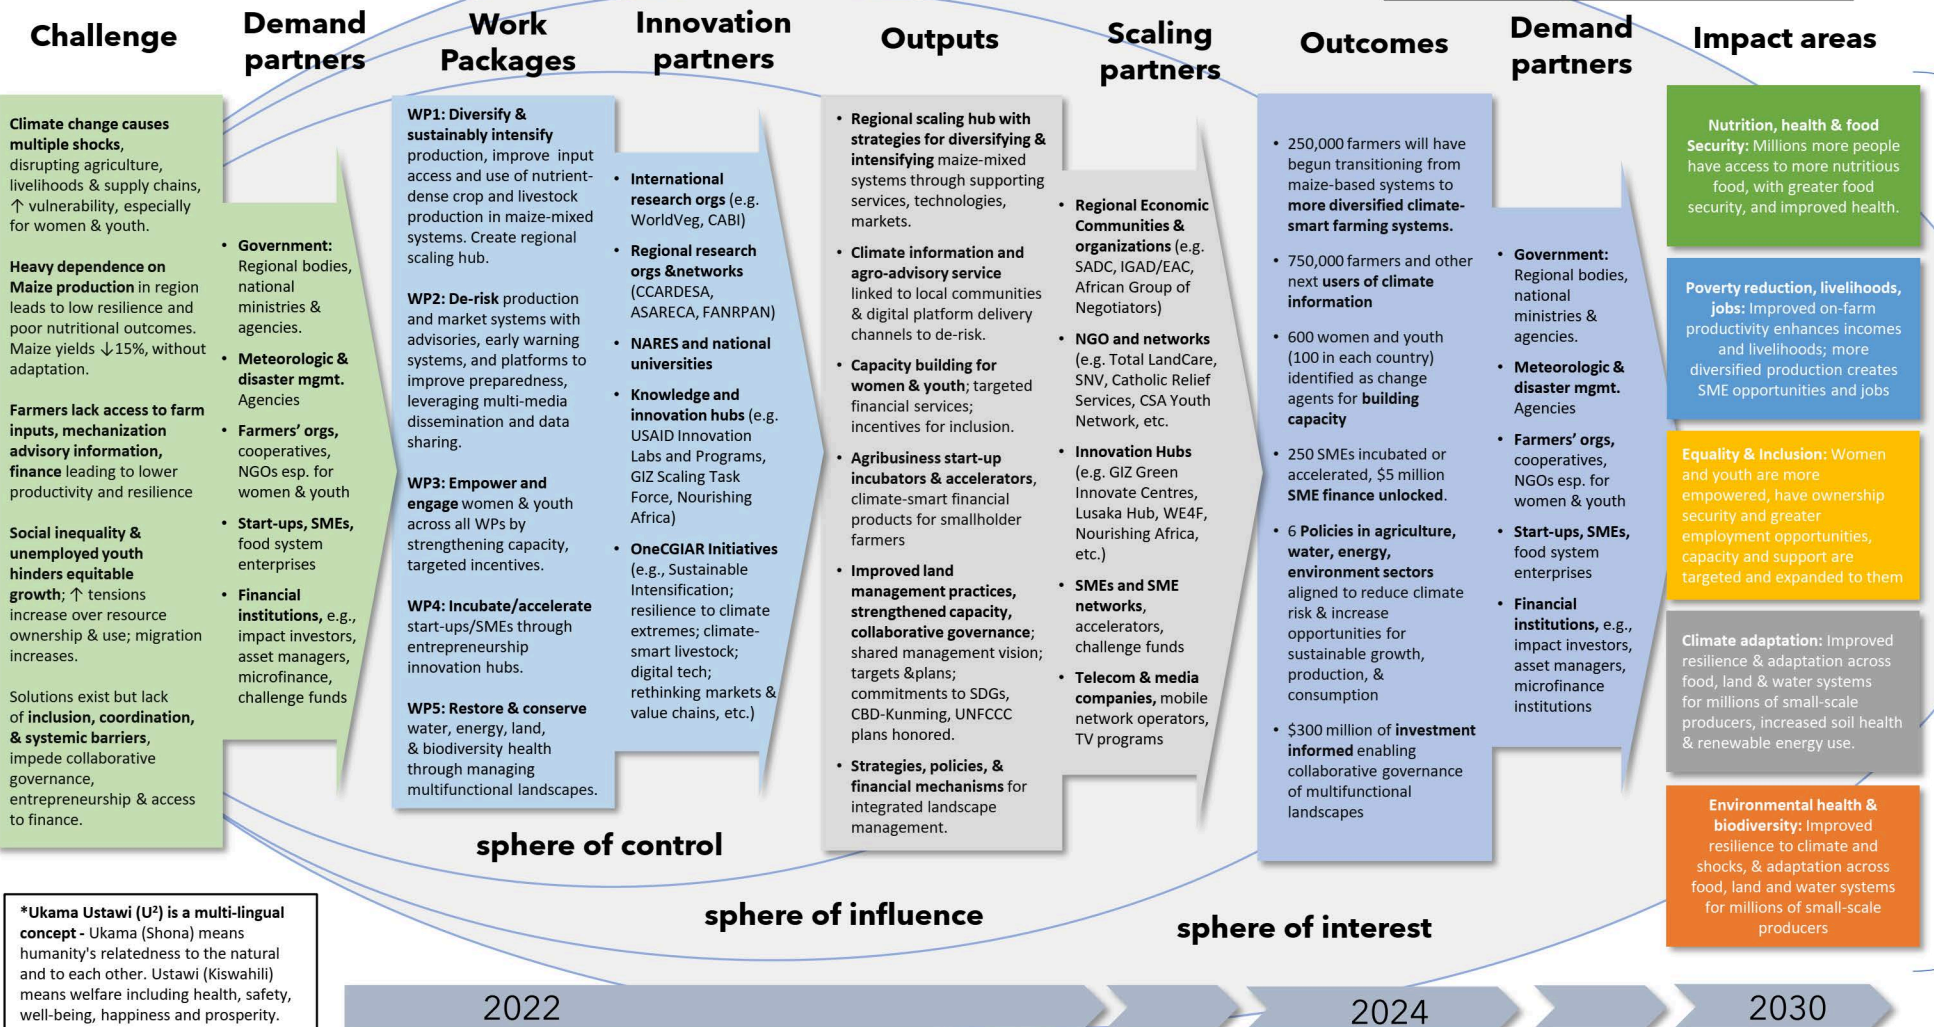 Challenge
Demand
partners
Work
Packages
Innovation
partners
Outputs
Scaling
partners
Outcomes
Demand
partners
Impact areas
Climate change causes
multiple shocks,
disrupting agriculture,
livelihoods & supply chains,
↑ vulnerability, especially
for women & youth.
Heavy dependence on
Maize production in region
leads to low resilience and
poor nutritional outcomes.
Maize yields ↓15%, without
adaptation.
Farmers lack access to farm
inputs, mechanization
advisory information,
finance leading to lower
productivity and resilience
Social inequality &
unemployed youth
hinders equitable
growth; ↑ tensions
increase over resource
ownership & use; migration
increases.
Solutions exist but lack
of inclusion, coordination,
& systemic barriers,
impede collaborative
governance,
entrepreneurship & access
to finance.
• Government:
Regional bodies,
national
ministries &
agencies.
• Meteorologic &
disaster mgmt.
Agencies
• Farmers' orgs,
cooperatives,
NGOs esp. for
women & youth
• Start-ups, SMEs,
food system
enterprises
• Financial
institutions, e.g.,
impact investors,
asset managers,
microfinance,
challenge funds
WP1: Diversify &
sustainably intensify
production, improve input
access and use of nutrient-
dense crop and livestock
production in maize-mixed
systems. Create regional
scaling hub.
WP2: De-risk production
and market systems with
advisories, early warning
systems, and platforms to
improve preparedness,
leveraging multi-media
dissemination and data
sharing.
WP3: Empower and
engage women & youth
across all WPs by
strengthening capacity,
targeted incentives.
WP4: Incubate/accelerate
start-ups/SMEs through
entrepreneurship
innovation hubs.
WP5: Restore & conserve
water, energy, land,
& biodiversity health
through managing
multifunctional landscapes.
• International
research orgs (e.g.
WorldVeg, CABI)
• Regional research
orgs &networks
(CCARDESA,
ASARECA, FANRPAN)
• NARES and national
universities
• Knowledge and
innovation hubs (e.g.
USAID Innovation
Labs and Programs,
GIZ Scaling Task
Force, Nourishing
Africa)
• OneCGIAR Initiatives
(e.g., Sustainable
Intensification;
resilience to climate
extremes; climate-
smart livestock;
digital tech;
rethinking markets &
value chains, etc.)
• Regional scaling hub with
strategies for diversifying &
intensifying maize-mixed
systems through supporting
services, technologies,
markets.
• Climate information and
agro-advisory service
linked to local communities
& digital platform delivery
channels to de-risk.
• Capacity building for
women & youth; targeted
financial services;
incentives for inclusion.
• Agribusiness start-up
incubators & accelerators,
climate-smart financial
products for smallholder
farmers
• Improved land
management practices,
strengthened capacity,
collaborative governance;
shared management vision;
targets &plans;
commitments to SDGs,
CBD-Kunming, UNFCCC
plans honored.
• Strategies, policies, &
financial mechanisms for
integrated landscape
management.
• Regional Economic
Communities &
organizations (e.g.
SADC, IGAD/EAC,
African Group of
Negotiators)
• NGO and networks
(e.g. Total LandCare,
SNV, Catholic Relief
Services, CSA Youth
Network, etc.
• Innovation Hubs
(e.g. GIZ Green
Innovate Centres,
Lusaka Hub, WE4F,
Nourishing Africa,
etc.)
• SMEs and SME
networks,
accelerators,
challenge funds
• Telecom & media
companies, mobile
network operators,
TV programs
• 250,000 farmers will have
begun transitioning from
maize-based systems to
more diversified climate-
smart farming systems.
• 750,000 farmers and other
next users of climate
information
• 600 women and youth
(100 in each country)
identified as change
agents for building
capacity
• 250 SMEs incubated or
accelerated, $5 million
SME finance unlocked.
• 6 Policies in agriculture,
water, energy,
environment sectors
aligned to reduce climate
risk & increase
opportunities for
sustainable growth,
production, &
consumption
• $300 million of investment
informed enabling
collaborative governance
of multifunctional
landscapes
• Government:
Regional bodies,
national
ministries &
agencies.
• Meteorologic &
disaster mgmt.
Agencies
• Farmers' orgs,
cooperatives,
NGOs esp. for
women & youth
• Start-ups, SMEs,
food system
enterprises
• Financial
institutions, e.g.,
impact investors,
asset managers,
microfinance
institutions
Nutrition, health & food
Security: Millions more people
have access to more nutritious
food, with greater food
security, and improved health.
Poverty reduction, livelihoods,
jobs: Improved on-farm
productivity enhances incomes
and livelihoods; more
diversified production creates
SME opportunities and jobs
Equality & Inclusion: Women
and youth are more
empowered, have ownership
security and greater
employment opportunities,
capacity and support are
targeted and expanded to them
Climate adaptation: Improved
resilience & adaptation across
food, land & water systems
for millions of small-scale
producers, increased soil health
& renewable energy use.
Environmental health &
biodiversity: Improved
resilience to climate and
shocks, & adaptation across
food, land and water systems
for millions of small-scale
producers
sphere of control
sphere of influence
sphere of interest
*Ukama Ustawi (U²) is a multi-lingual
concept - Ukama (Shona) means
humanity's relatedness to the natural
and to each other. Ustawi (Kiswahili)
means welfare including health, safety,
well-being, happiness and prosperity.
2022
2024
2030